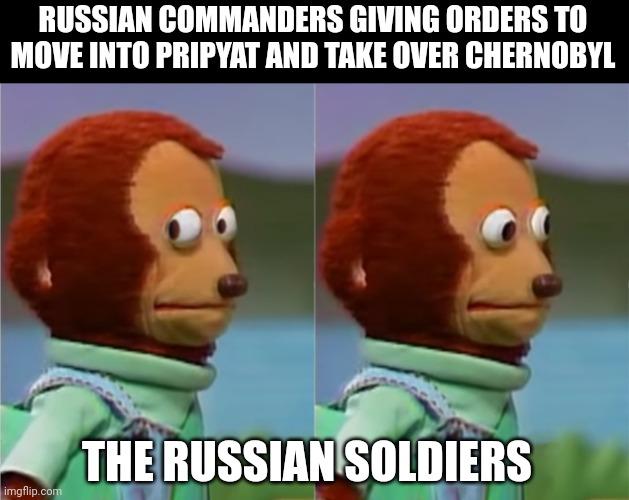 RUSSIAN COMMANDERS GIVING ORDERS TO
MOVE INTO PRIPYAT AND TAKE OVER CHERNOBYL
THE RUSSIAN SOLDIERS
imgflip.com